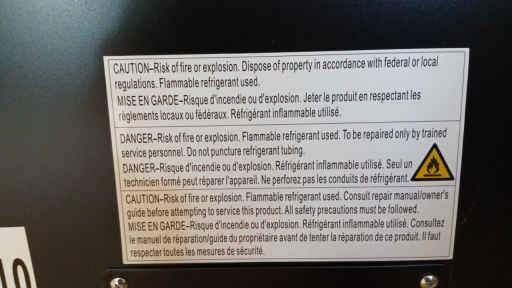 CAUTION–Risk of fire or explosion. Dispose of property in accordance with federal or local
regulations. Flammable refrigerant used.
MISE EN GARDE–Risque d'incendie ou d'explosion. Jeter le produit en respectant les
règlements locaux ou fédéraux. Réfrigérant inflammable utilisé.
DANGER–Risk of fire or explosion. Flammable refrigerant used. To be repaired only by trained
service personnel. Do not puncture refrigerant tubing.
DANGER–Risque d'incendie ou d'explosion. Réfrigérant inflammable utilisé. Seul un
technicien formé peut réparer l'appareil. Ne perforez pas les conduits de réfrigérant.
CAUTION–Risk of fire or explosion. Flammable refrigerant used. Consult repair manual/owner's
guide before attempting to service this product. All safety precautions must be followed.
MISE EN GARDE–Risque d'incendie ou d'explosion. Réfrigérant inflammable utilisé. Consultez
le manuel de réparation/guide du propriétaire avant de tenter la réparation de ce produit. Il faut
respecter toutes les mesures de sécurité.